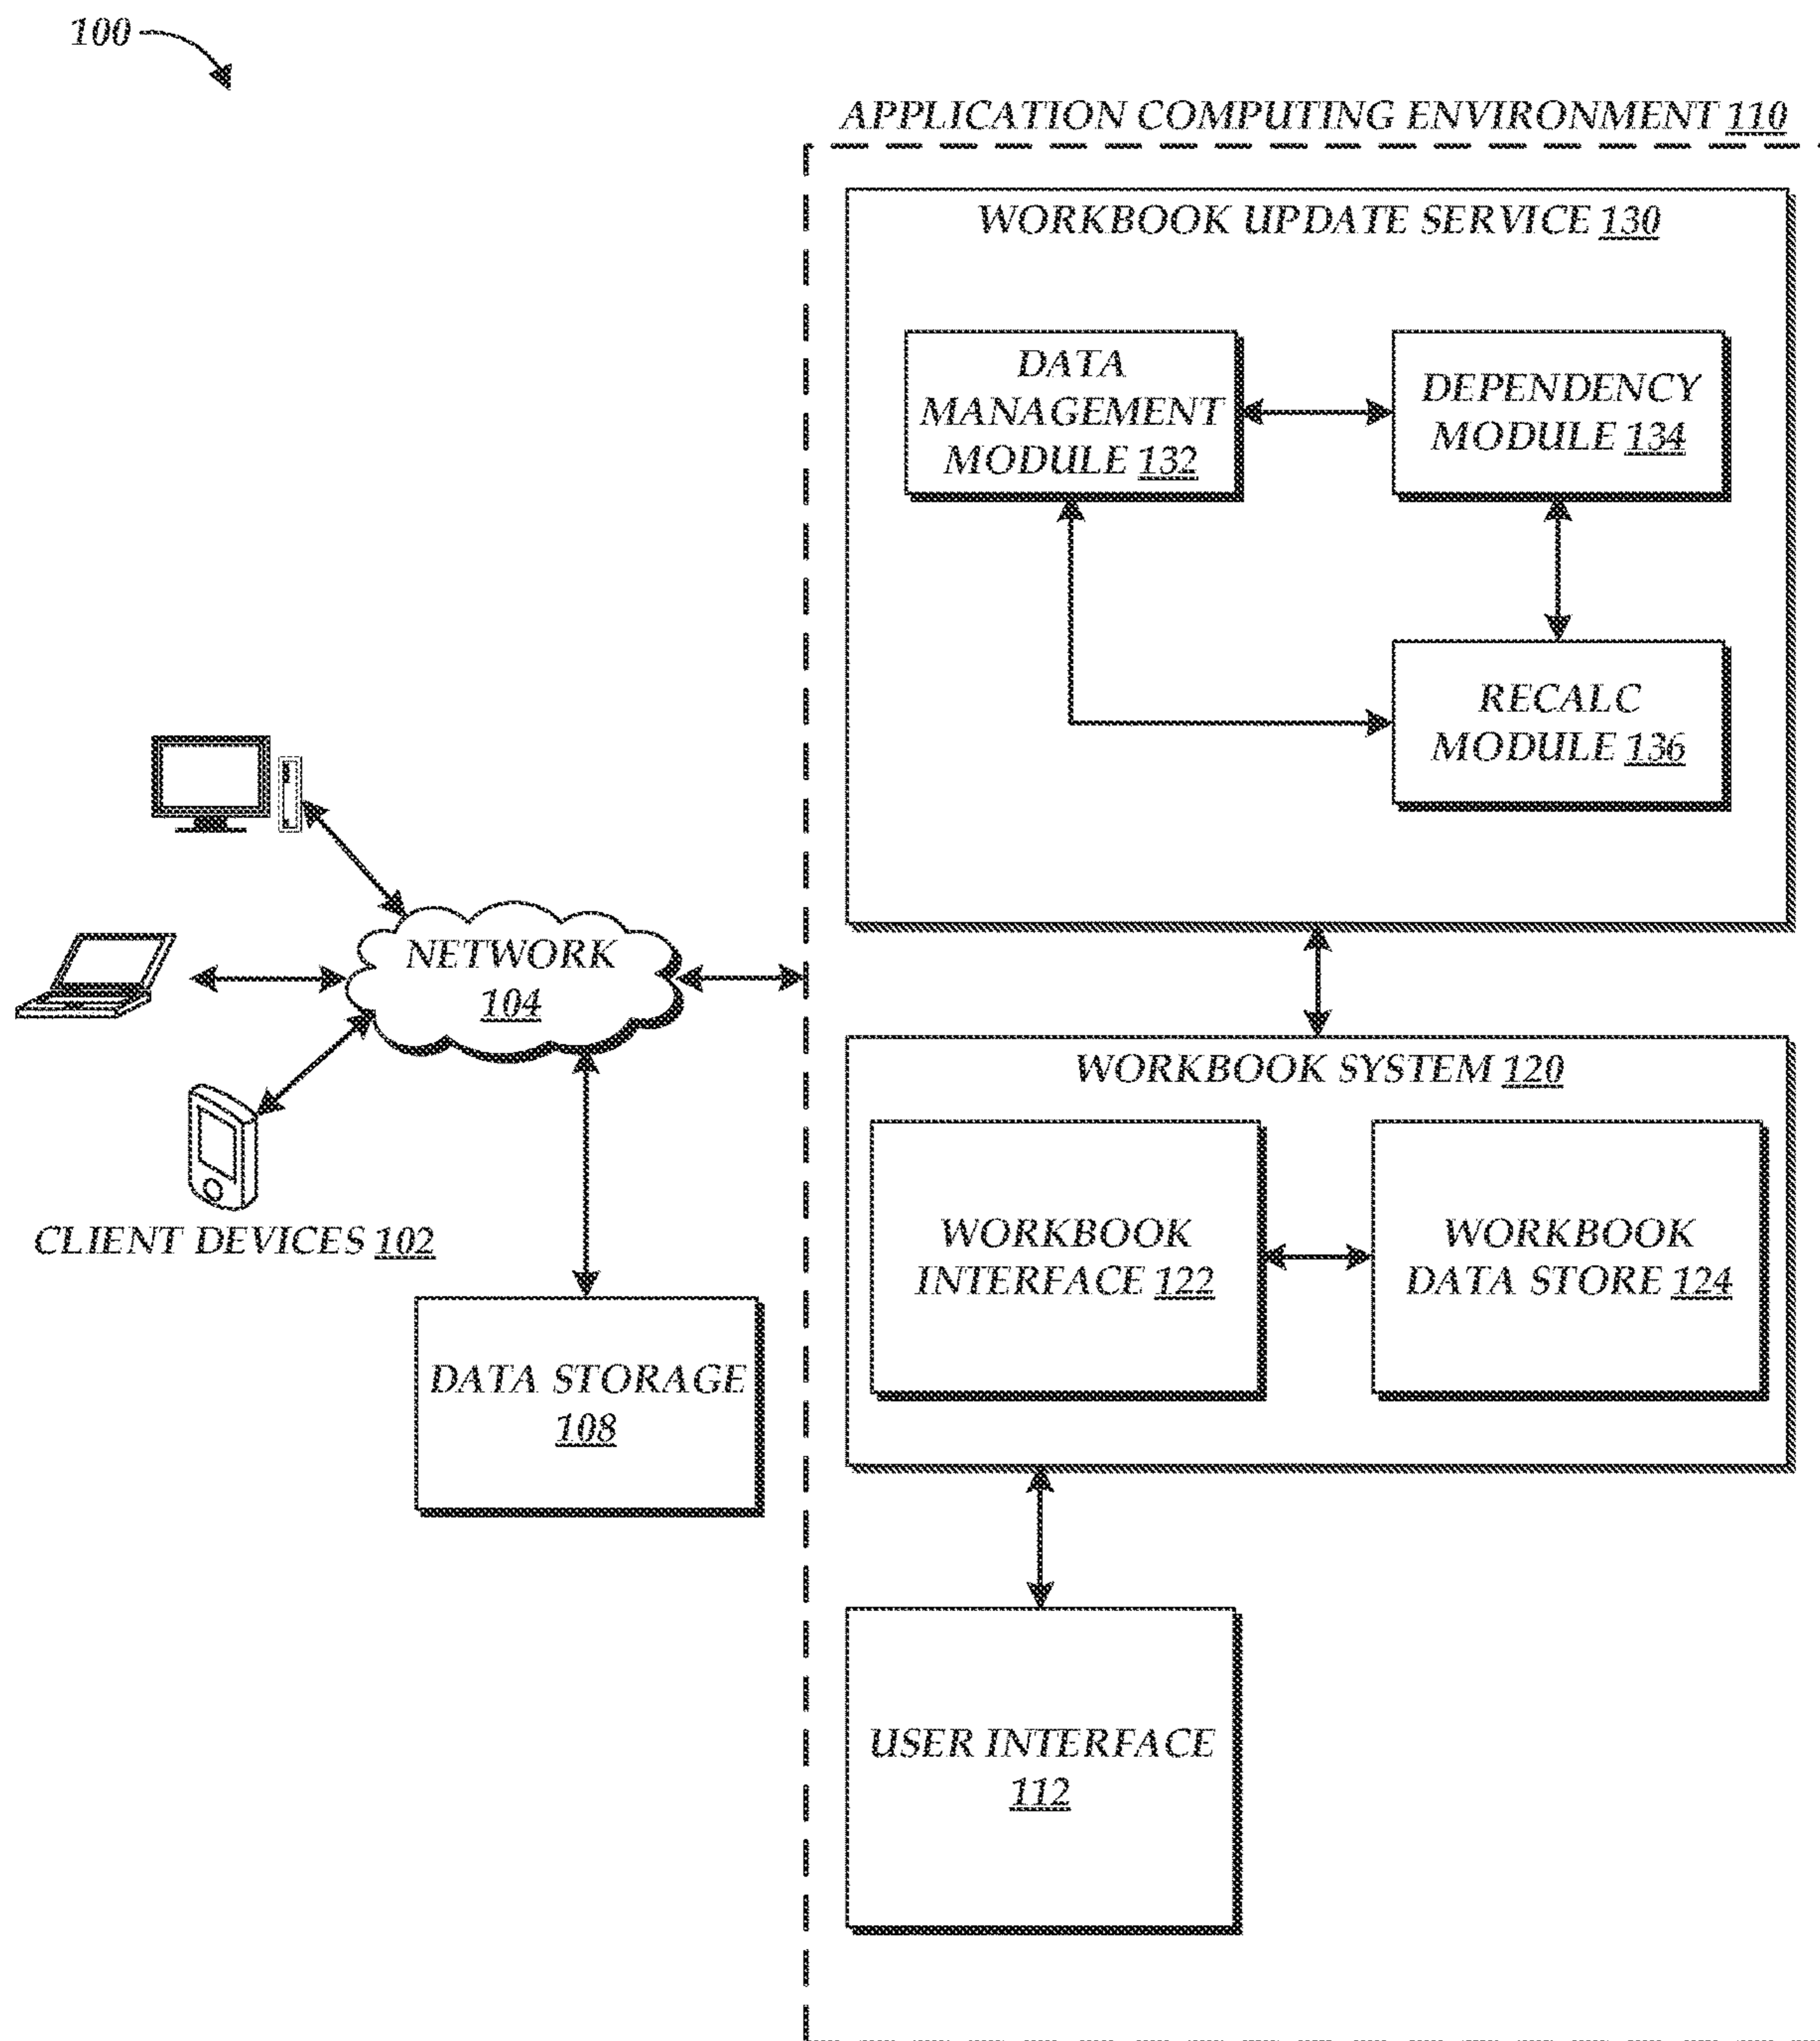 100
APPLICATION COMPUTING ENVIRONMENT 110
WORKBOOK UPDATE SERVICE 130
DATA
MANAGEMENT
MODULE 132
DEPENDENCY
MODULE 134
RECALC
MODULE 136
NETWORK
104
CLIENT DEVICES 102
DATA STORAGE
108
WORKBOOK SYSTEM 120
WORKBOOK
INTERFACE 122
WORKBOOK
DATA STORE 124
USER INTERFACE
112